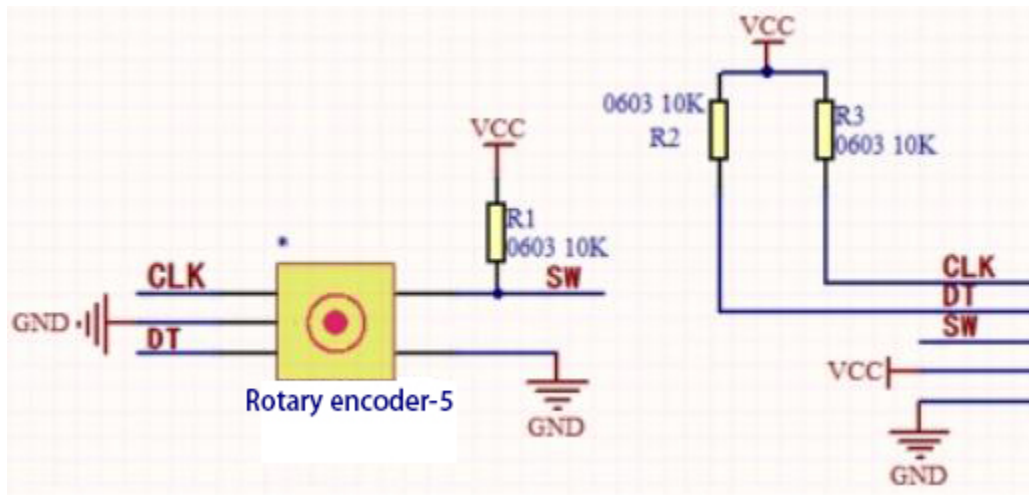 VCC
0603 10K
R2
R3
0603 10K
VCC
R1
0603 10K
*
CLK
SW
GND
DT
Rotary encoder-5
GND
CLK
DT
SW
VCC
GND